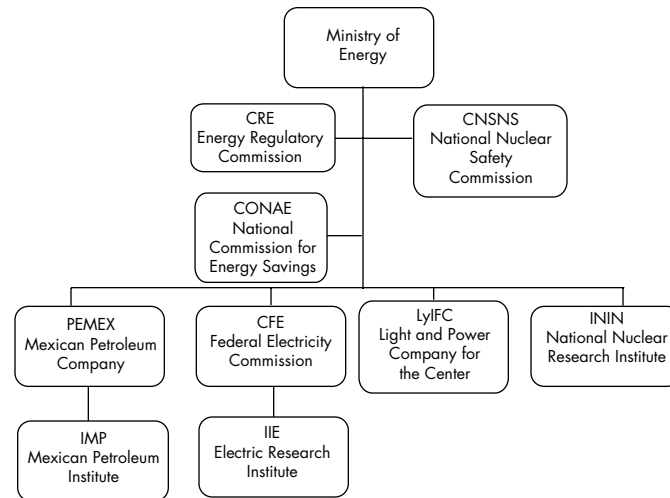 Ministry of
Energy
CRE
Energy Regulatory
Commission
CNSNS
National Nuclear
Safety
Commission
CONAE
National
Commission for
Energy Savings
PEMEX
Mexican Petroleum
Company
CFE
Federal Electricity
Commission
LyIFC
Light and Power
Company for
the Center
ININ
National Nuclear
Research Institute
IMP
Mexican Petroleum
Institute
IIE
Electric Research
Institute